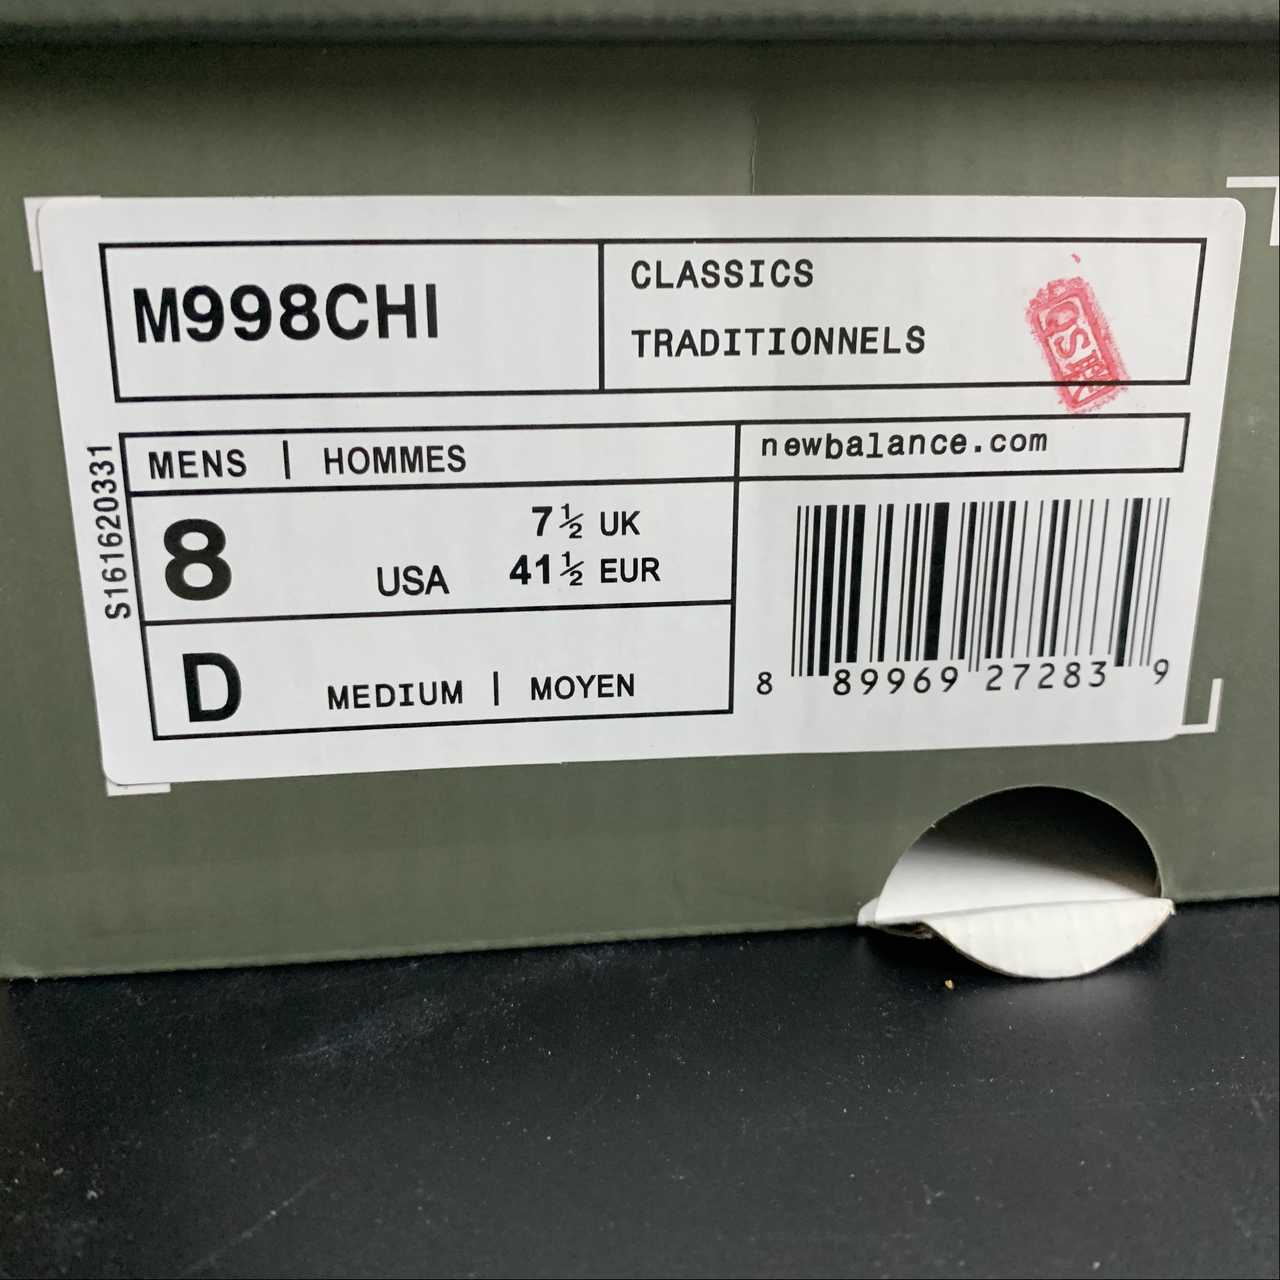 M998CHI
CLASSICS
TRADITIONNELS
MENS | HOMMES
newbalance.com
S161620331
8 USA
7½ UK
41½ EUR
D MEDIUM | MOYEN
8 89969 27283 9